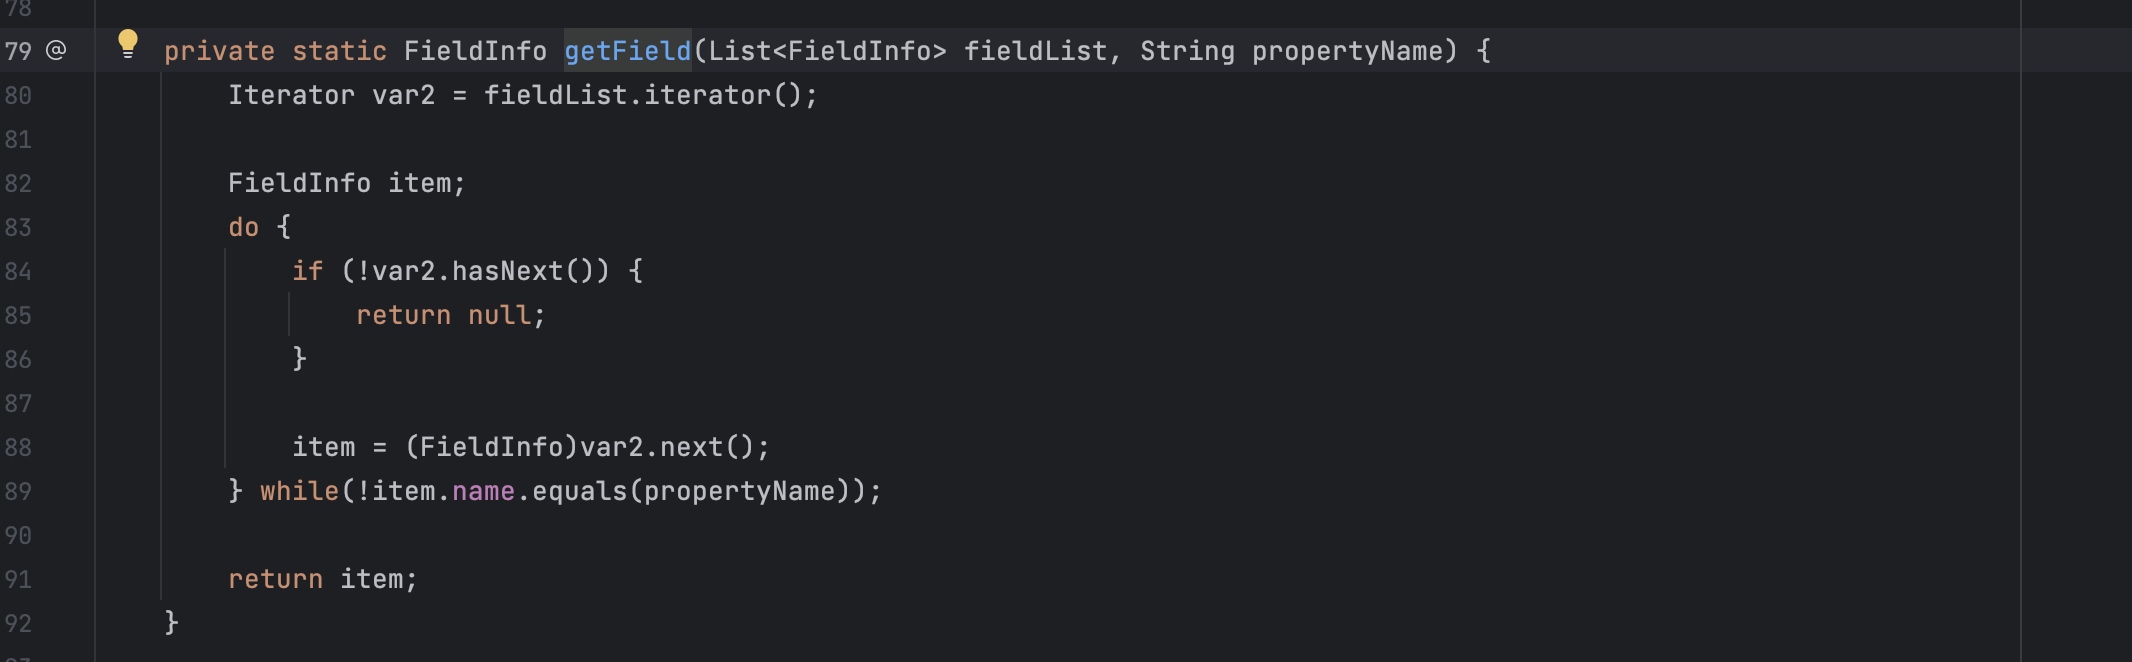 78
79 @ private static FieldInfo getField(List<FieldInfo> fieldList, String propertyName) {
80 Iterator var2 = fieldList.iterator();
81
82 FieldInfo item;
83 do {
84 if (!var2.hasNext()) {
85 return null;
86 }
87
88 item = (FieldInfo)var2.next();
89 } while(!item.name.equals(propertyName));
90
91 return item;
92 }